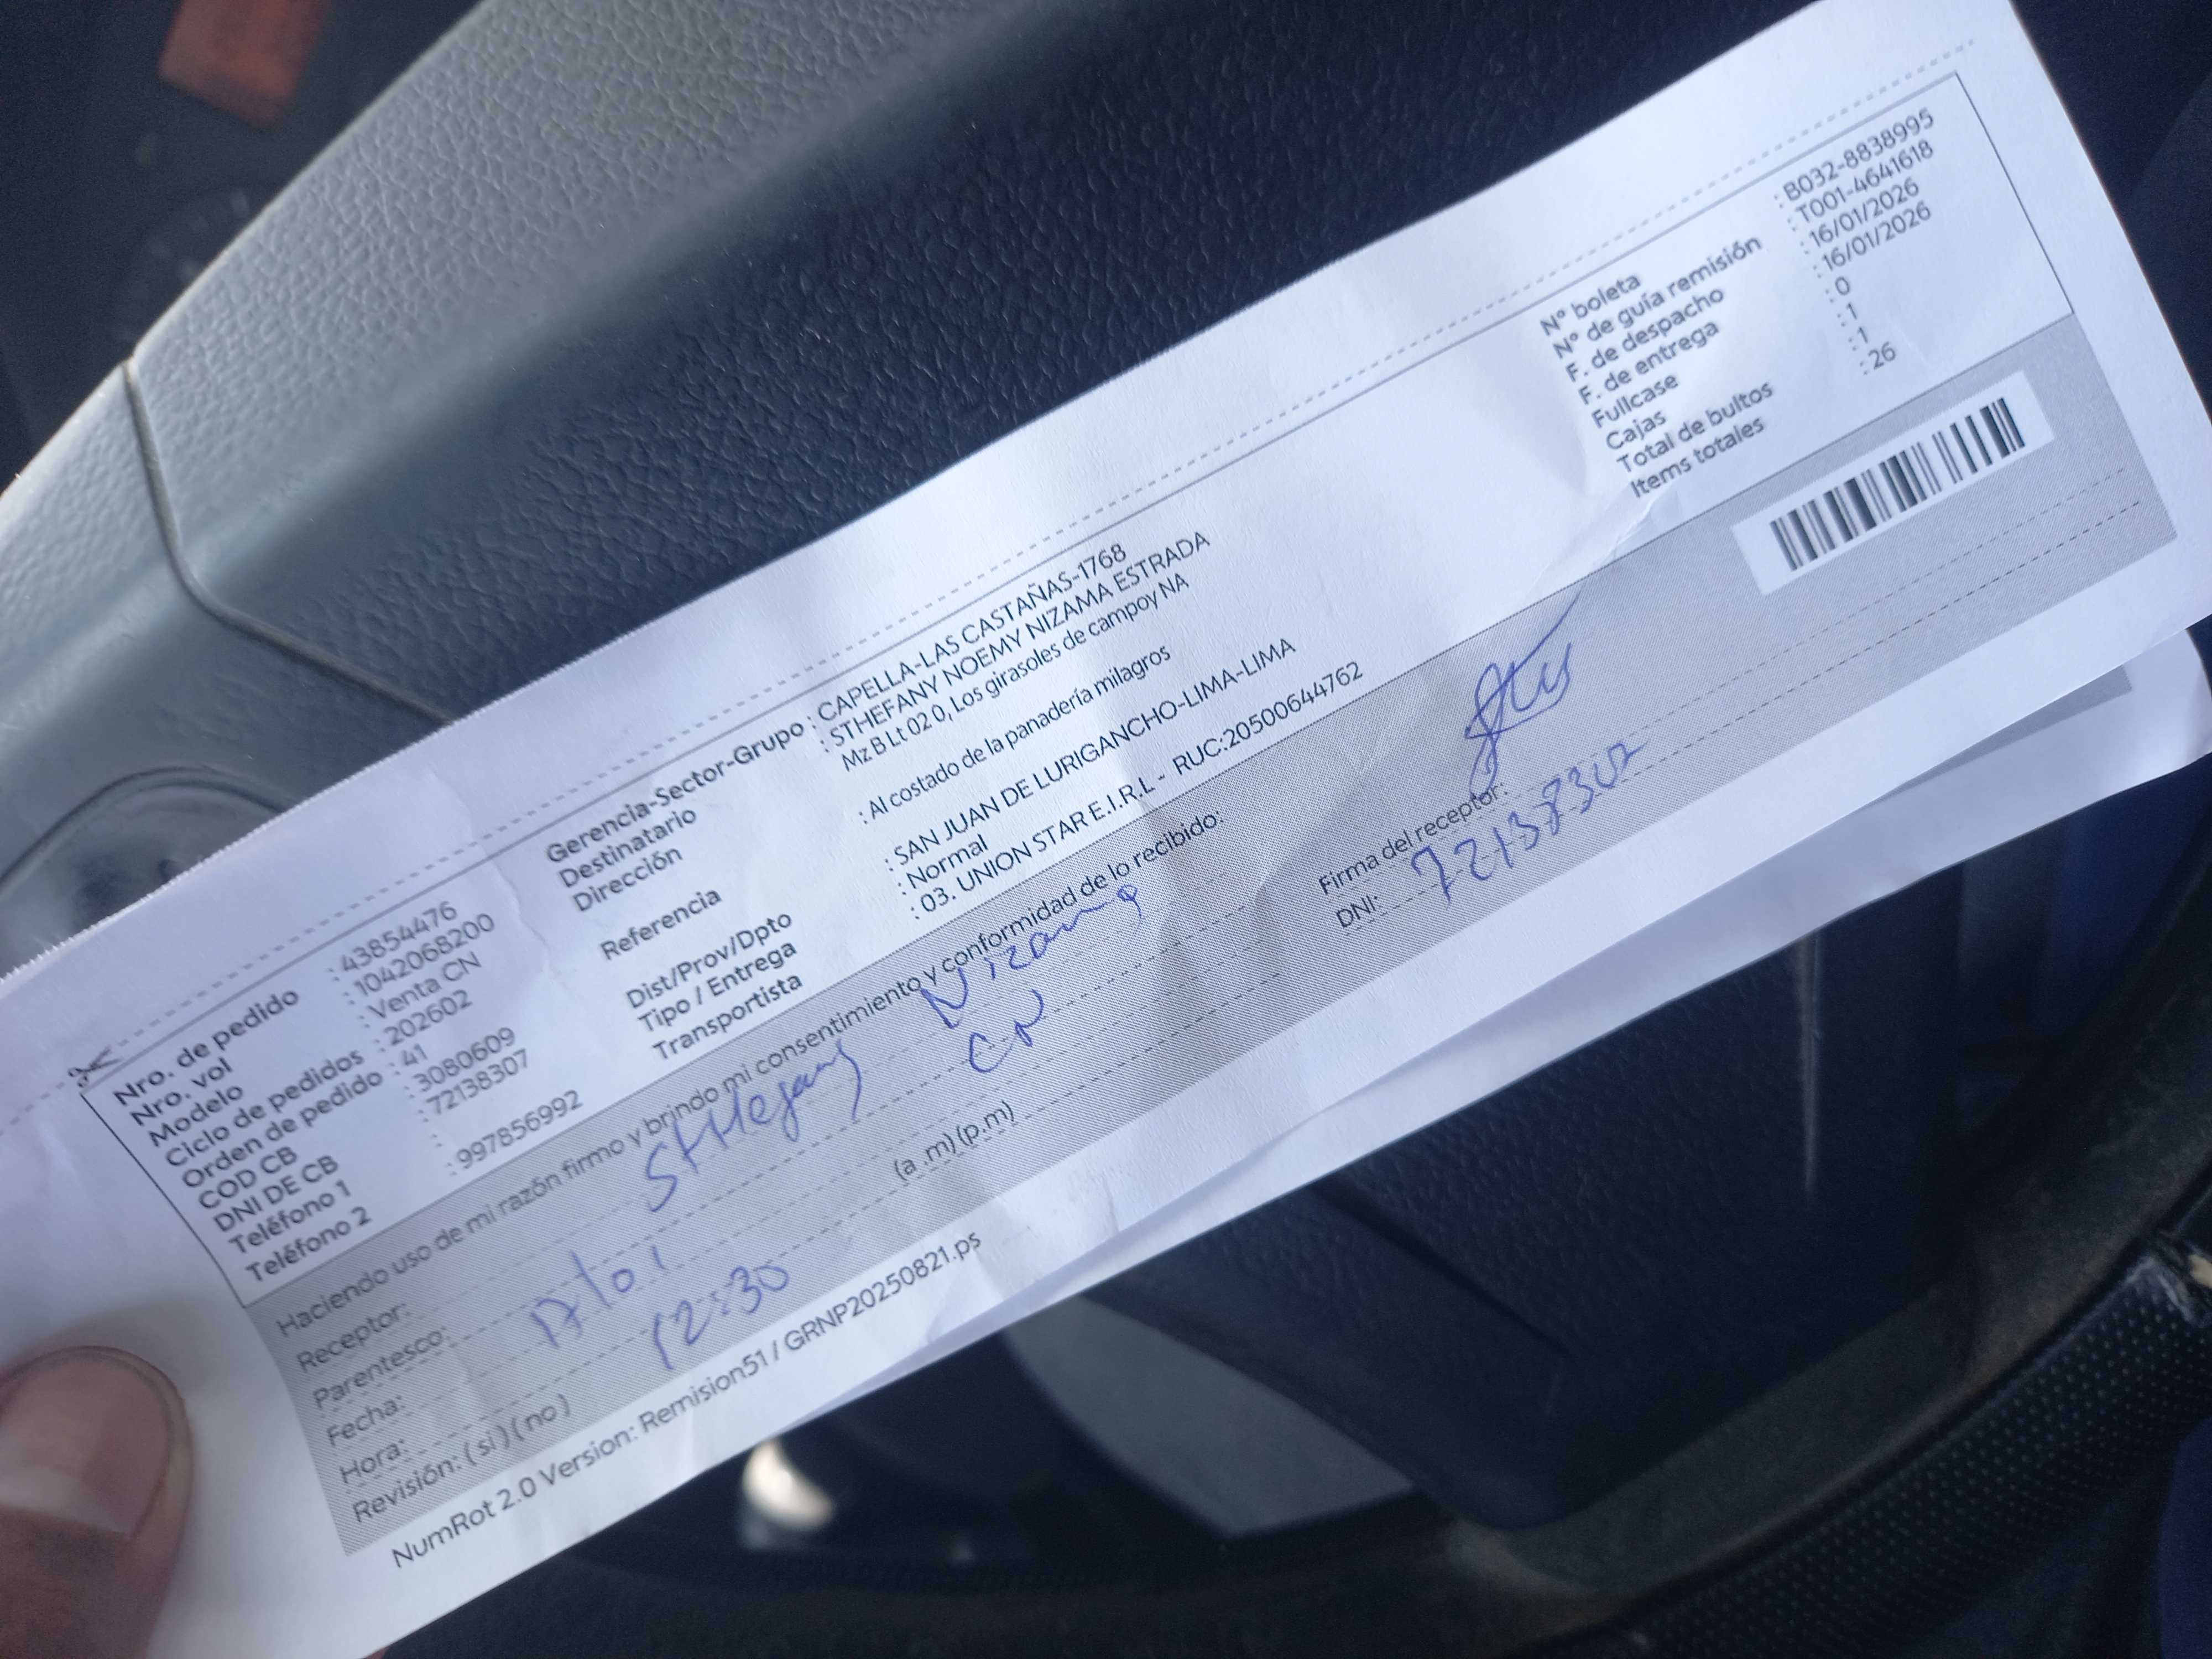 Nro. de pedido : 43854476
Nro. vol : 1042068200
Modelo : Venta CN
Ciclo de pedidos : 202602
Orden de pedido : 41
COD CB : 3080609
DNI DE CB : 72138307
Teléfono 1 :
Teléfono 2 : 997856992
Gerencia-Sector-Grupo : CAPELLA-LAS CASTAÑAS-1768
Destinatario : STHEFANY NOEMY NIZAMA ESTRADA
Dirección Mz B Lt 02 0, Los girasoles de campoy NA
Referencia : Al costado de la panadería milagros
Dist/Prov/Dpto : SAN JUAN DE LURIGANCHO-LIMA-LIMA
Tipo / Entrega : Normal
Transportista : 03. UNION STAR E.I.R.L - RUC:20500644762
N° boleta : B032-8838995
N° de guía remisión : T001-4641618
F. de despacho : 16/01/2026
F. de entrega : 16/01/2026
Fullcase : 0
Cajas : 1
Total de bultos : 1
Items totales : 26
Haciendo uso de mi razón firmo y brindo mi consentimiento y conformidad de lo recibido:
Receptor: StHefany Nizama
Parentesco: CN
Fecha: 17/01
Hora: 12:30 (a .m) (p.m)
Revisión: ( si ) ( no )
Firma del receptor:
DNI: 72138307
NumRot 2.0 Version: Remision51 / GRNP20250821.ps